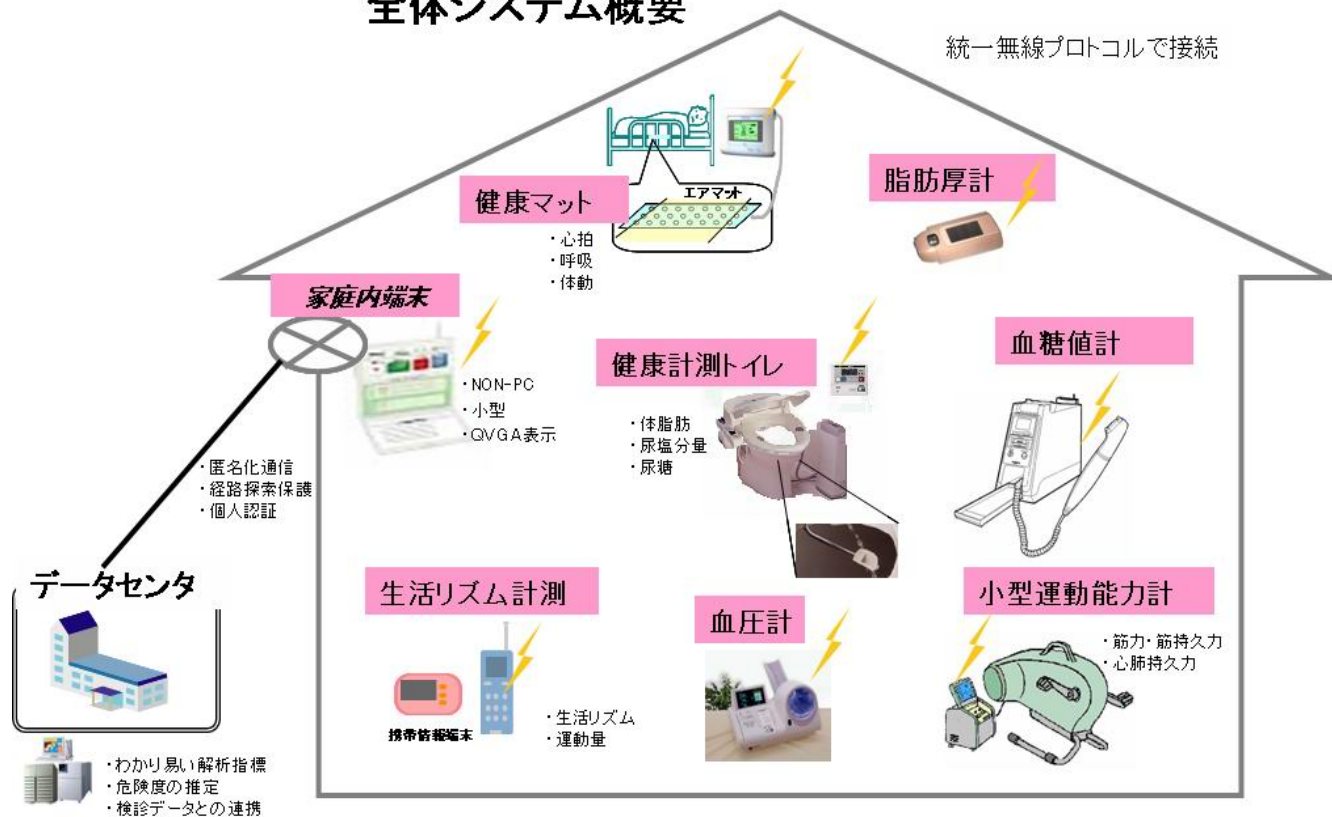 全体システム概要
統一無線プロトコルで接続
健康マット
エアマット
・心拍
・呼吸
・体動
脂肪厚計
家庭内端末
・NON-PC
・小型
・QVGA表示
健康計測トイレ
・体脂肪
・尿塩分量
・尿糖
血糖値計
・匿名化通信
・経路探索保護
・個人認証
データセンタ
・わかり易い解析指標
・危険度の推定
・検診データとの連携
生活リズム計測
携帯情報端末
・生活リズム
・運動量
血圧計
小型運動能力計
・筋力・筋持久力
・心肺持久力